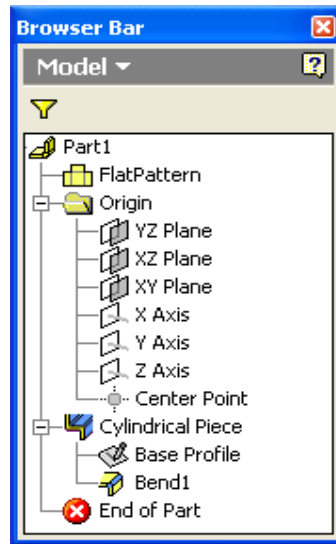 Browser Bar
Model
Part1
FlatPattern
Origin
YZ Plane
XZ Plane
XY Plane
X Axis
Y Axis
Z Axis
Center Point
Cylindrical Piece
Base Profile
Bend1
End of Part